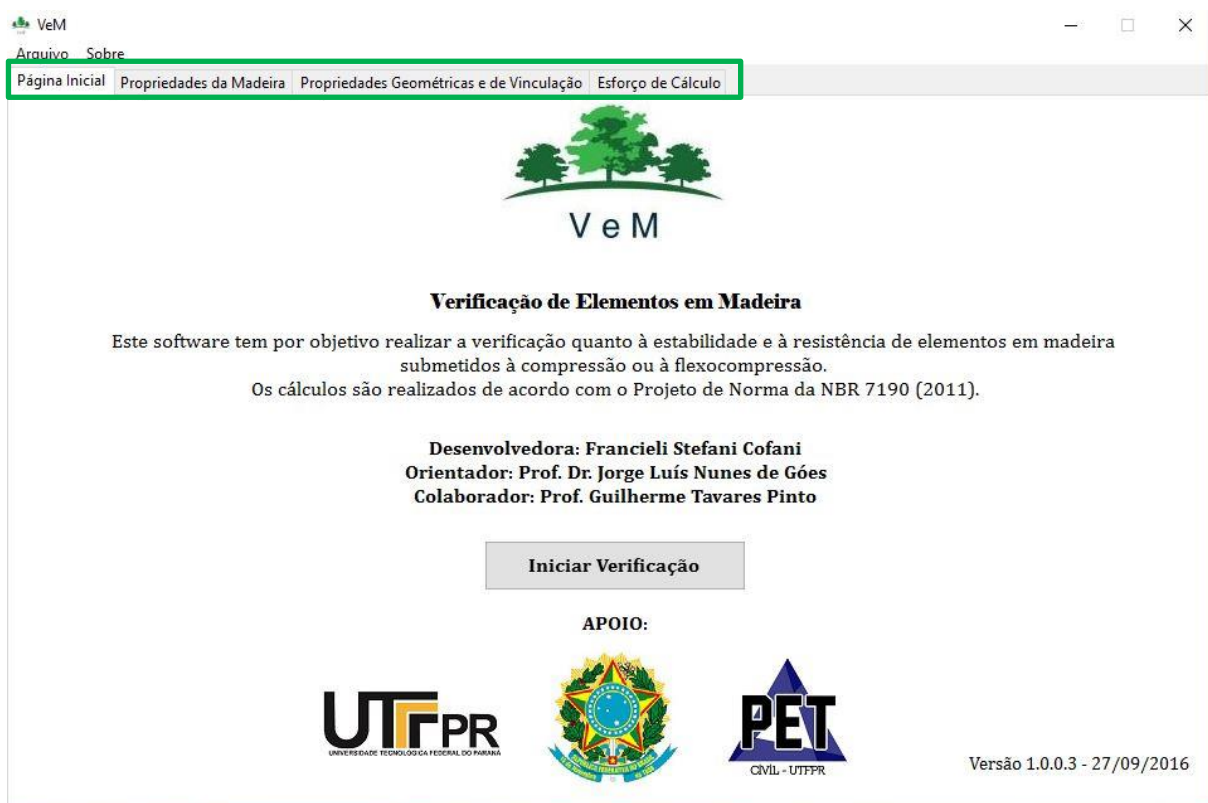 VeM
Arquivo Sobre
Página Inicial Propriedades da Madeira Propriedades Geométricas e de Vinculação Esforço de Cálculo
VeM
Verificação de Elementos em Madeira
Este software tem por objetivo realizar a verificação quanto à estabilidade e à resistência de elementos em madeira
submetidos à compressão ou à flexocompressão.
Os cálculos são realizados de acordo com o Projeto de Norma da NBR 7190 (2011).
Desenvolvedora: Francieli Stefani Cofani
Orientador: Prof. Dr. Jorge Luís Nunes de Góes
Colaborador: Prof. Guilherme Tavares Pinto
Iniciar Verificação
APOIO:
UTFPR
UNIVERSIDADE TECNOLÓGICA FEDERAL DO PARANÁ
PET
CIVIL - UTFPR
Versão 1.0.0.3 - 27/09/2016